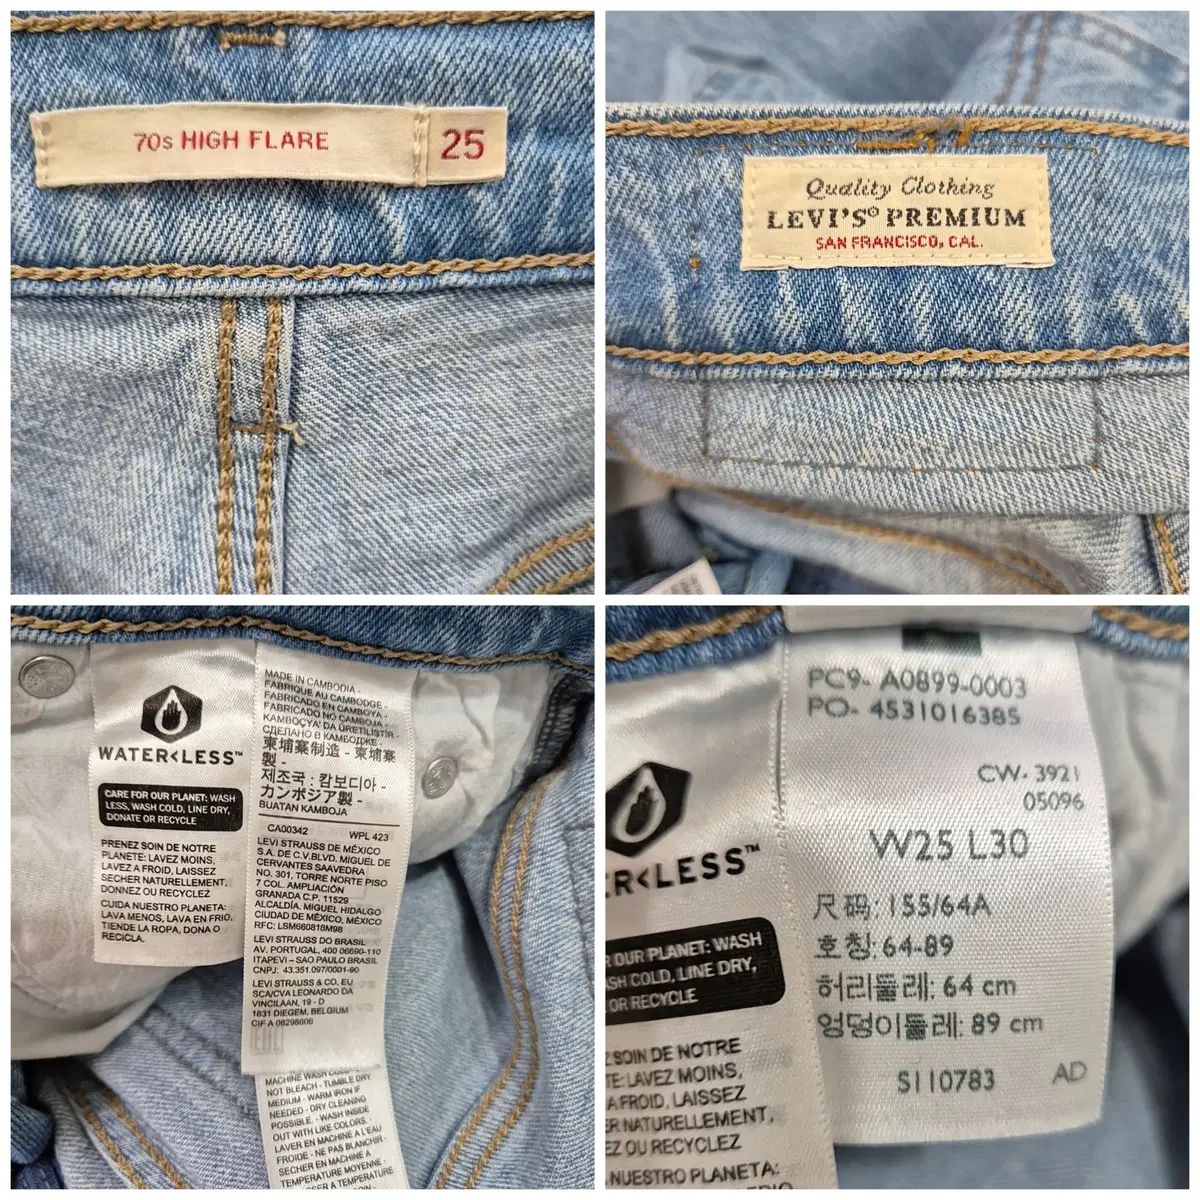 70s HIGH FLARE
25
Quality Clothing
LEVI'S® PREMIUM
SAN FRANCISCO, CAL.
WATER<LESS™
CARE FOR OUR PLANET: WASH
LESS, WASH COLD, LINE DRY,
DONATE OR RECYCLE
PRENEZ SOIN DE NOTRE
PLANETE: LAVEZ MOINS,
LAVEZ A FROID, LAISSEZ
SECHER NATURELLEMENT,
DONNEZ OU RECYCLEZ
CUIDA NUESTRO PLANETA:
LAVA MENOS, LAVA EN FRIO,
TIENDE LA ROPA, DONA O
RECICLA.
MADE IN CAMBODIA -
FABRIQUE AU CAMBODGE -
FABRICADO EN CAMBOYA -
FABRICADO NO CAMBOJA -
KAMBOÇYA' DA ÜRETILISTIR -
СДЕЛАНО В КАМБОДЖЕ
柬埔寨制造 - 柬埔寨
製 -
제조국 : 캄보디아 -
カンボジア製 -
BUATAN KAMBOJA
CA00342 WPL 423
LEVI STRAUSS DE MÉXICO
S.A. DE C.V.BLVD. MIGUEL DE
CERVANTES SAAVEDRA
NO. 301, TORRE NORTE PISO
7 COL. AMPLIACIÓN
GRANADA C.P. 11529
ALCALDÍA. MIGUEL HIDALGO
CIUDAD DE MÉXICO, MÉXICO
RFC: LSM660818M98
LEVI STRAUSS DO BRASIL
AV. PORTUGAL, 400 06690-110
ITAPEVI – SAO PAULO BRASIL
CNPJ: 43.351.097/0001-90
LEVI STRAUSS & CO. EU
SCA/CVA LEONARDO DA
VINCILAAN, 19 - D
1831 DIEGEM, BELGIUM
CIF A 08298606
MACHINE WASH COLD
NOT BLEACH - TUMBLE DRY
MEDIUM - WARM IRON IF
NEEDED - DRY CLEANING
POSSIBLE. - WASH INSIDE
OUT WITH LIKE COLORS. -
LAVER EN MACHINE A L'EAU
FROIDE - NE PAS BLANCHIR -
SECHER EN MACHINE A
TEMPERATURE MOYENNE -
SER A TEMPERATURE
R<LESS™
OUR PLANET: WASH
SH COLD, LINE DRY,
OR RECYCLE
SOIN DE NOTRE
TE: LAVEZ MOINS,
A FROID, LAISSEZ
R NATURELLEMENT,
EZ OU RECYCLEZ
NUESTRO PLANETA:
PC9- A0899-0003
PO- 4531016385
CW- 3921
05096
W25 L30
尺码: 155/64A
호칭: 64-89
허리둘레: 64 cm
엉덩이둘레: 89 cm
S110783 AD